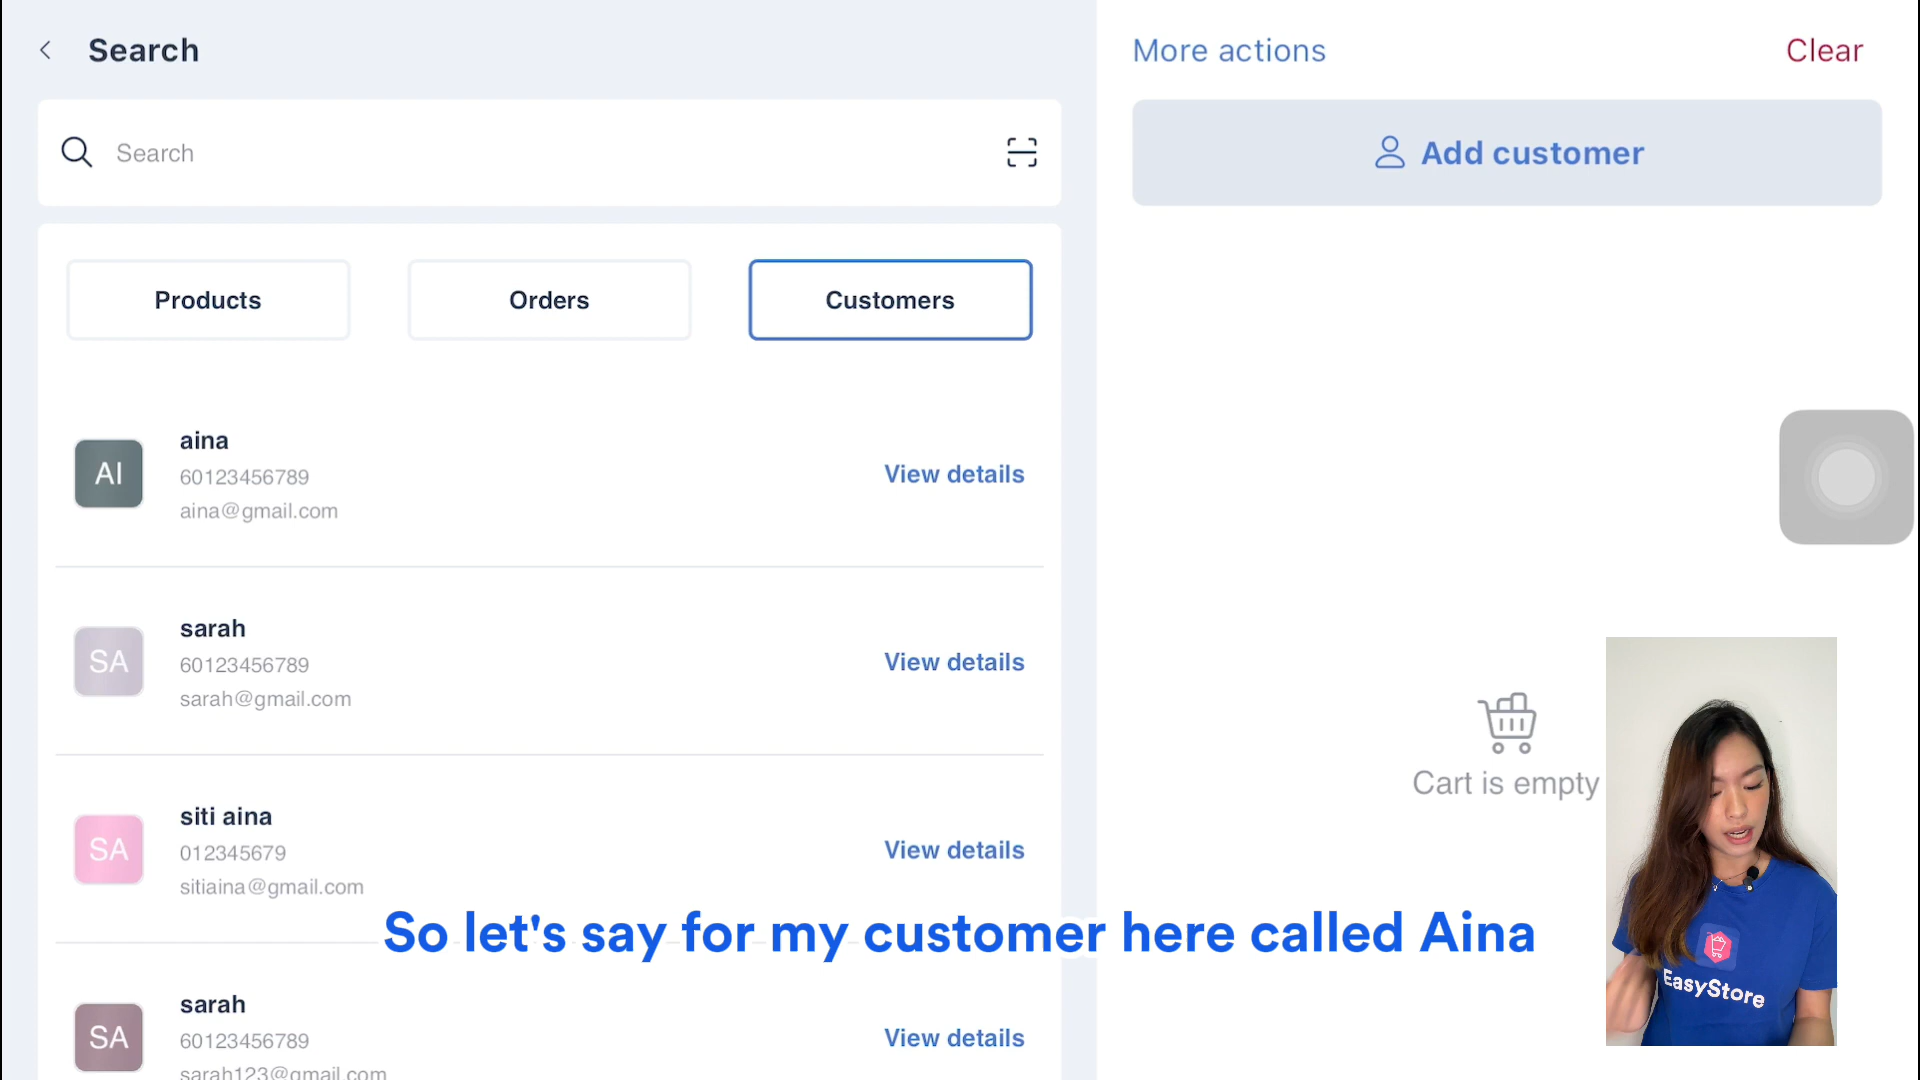 Search
More actions
Clear
Search
Add customer
Products
Orders
Customers
AI
aina
60123456789
aina@gmail.com
View details
SA
sarah
60123456789
sarah@gmail.com
View details
SA
siti aina
012345679
sitiaina@gmail.com
View details
Cart is empty
So let's say for my customer here called Aina
SA
sarah
60123456789
sarah123@gmail.com
View details
EasyStore